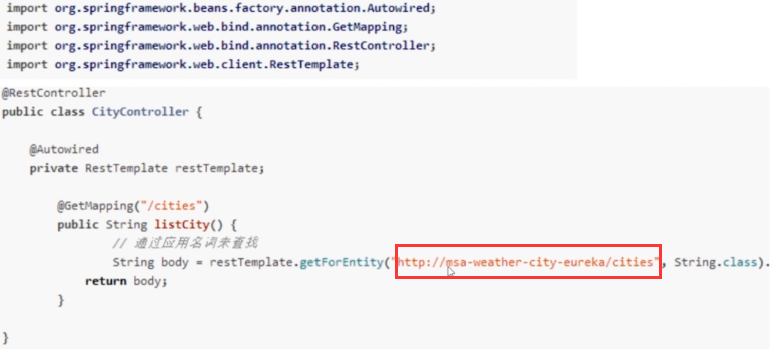 import org.springframework.beans.factory.annotation.Autowired;
import org.springframework.web.bind.annotation.GetMapping;
import org.springframework.web.bind.annotation.RestController;
import org.springframework.web.client.RestTemplate;
@RestController
public class CityController {
@Autowired
private RestTemplate restTemplate;
@GetMapping("/cities")
public String listCity() {
// 通过应用名词来查找
String body = restTemplate.getForEntity("http://msa-weather-city-eureka/cities", String.class).
return body;
}
}